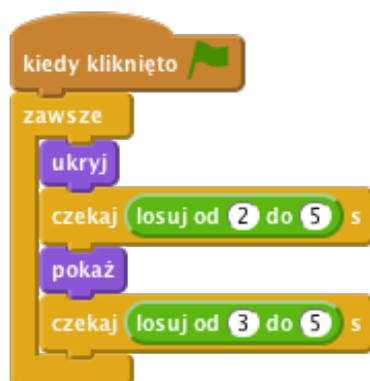 kiedy kliknięto
zawsze
ukryj
czekaj losuj od 2 do 5 s
pokaż
czekaj losuj od 3 do 5 s